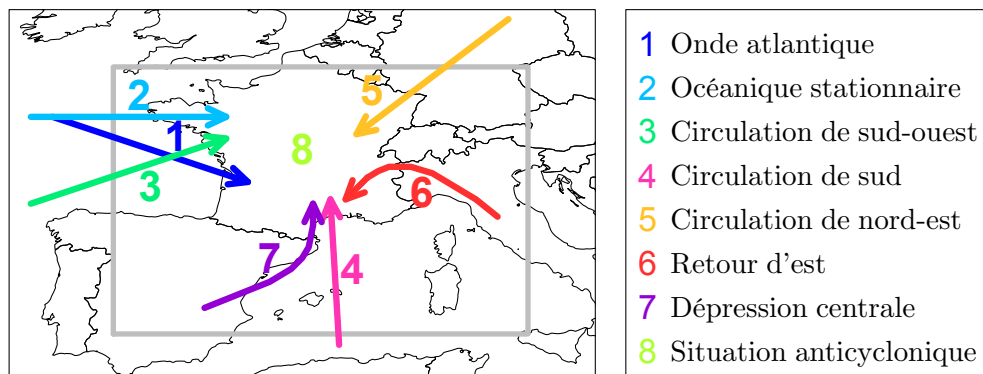 5
2
1
8
3
6
7
4
1 Onde atlantique
2 Océanique stationnaire
3 Circulation de sud-ouest
4 Circulation de sud
5 Circulation de nord-est
6 Retour d'est
7 Dépression centrale
8 Situation anticyclonique